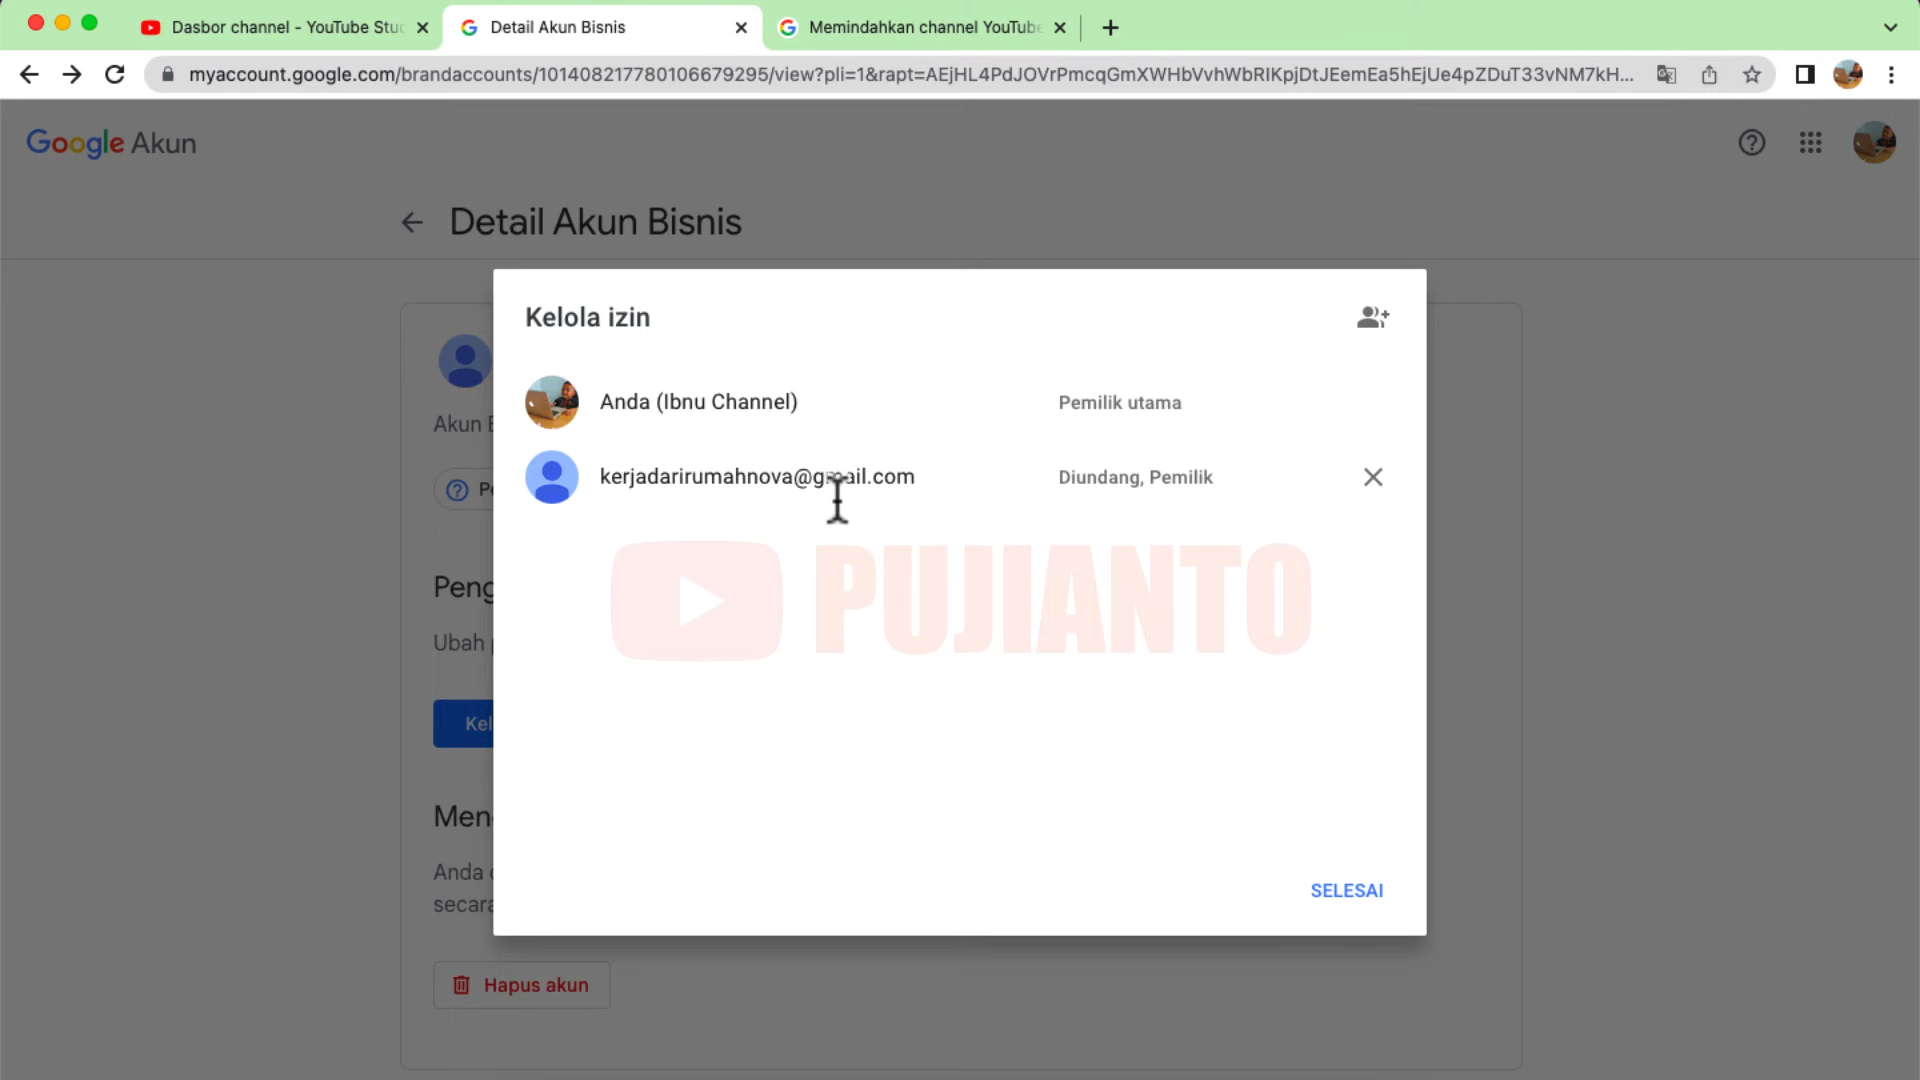 Dasbor channel - YouTube Stu
Detail Akun Bisnis
Memindahkan channel YouTube
myaccount.google.com/brandaccounts/101408217780106679295/view?pli=1&rapt=AEjHL4PdJOVrPmcqGmXWHbVvhWbRIKpjDtJEemEa5hEjUe4pZDuT33vNM7kH...
Google Akun
Detail Akun Bisnis
Kelola izin
Anda (Ibnu Channel)
Pemilik utama
kerjadarirumahnova@gmail.com
Diundang, Pemilik
PUJIANTO
SELESAI
Akun
Peng
Ubah
Kel
Men
Anda
secara
Hapus akun